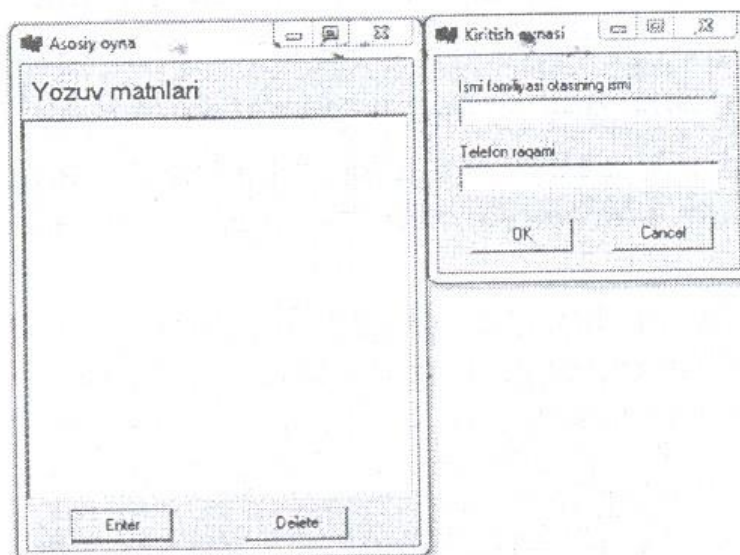 Asosiy oyna
Yozuv matnlari
Enter
Delete
Kiritish oynasi
Ismi familiyasi otasining ismi
Telefon raqami
OK
Cancel